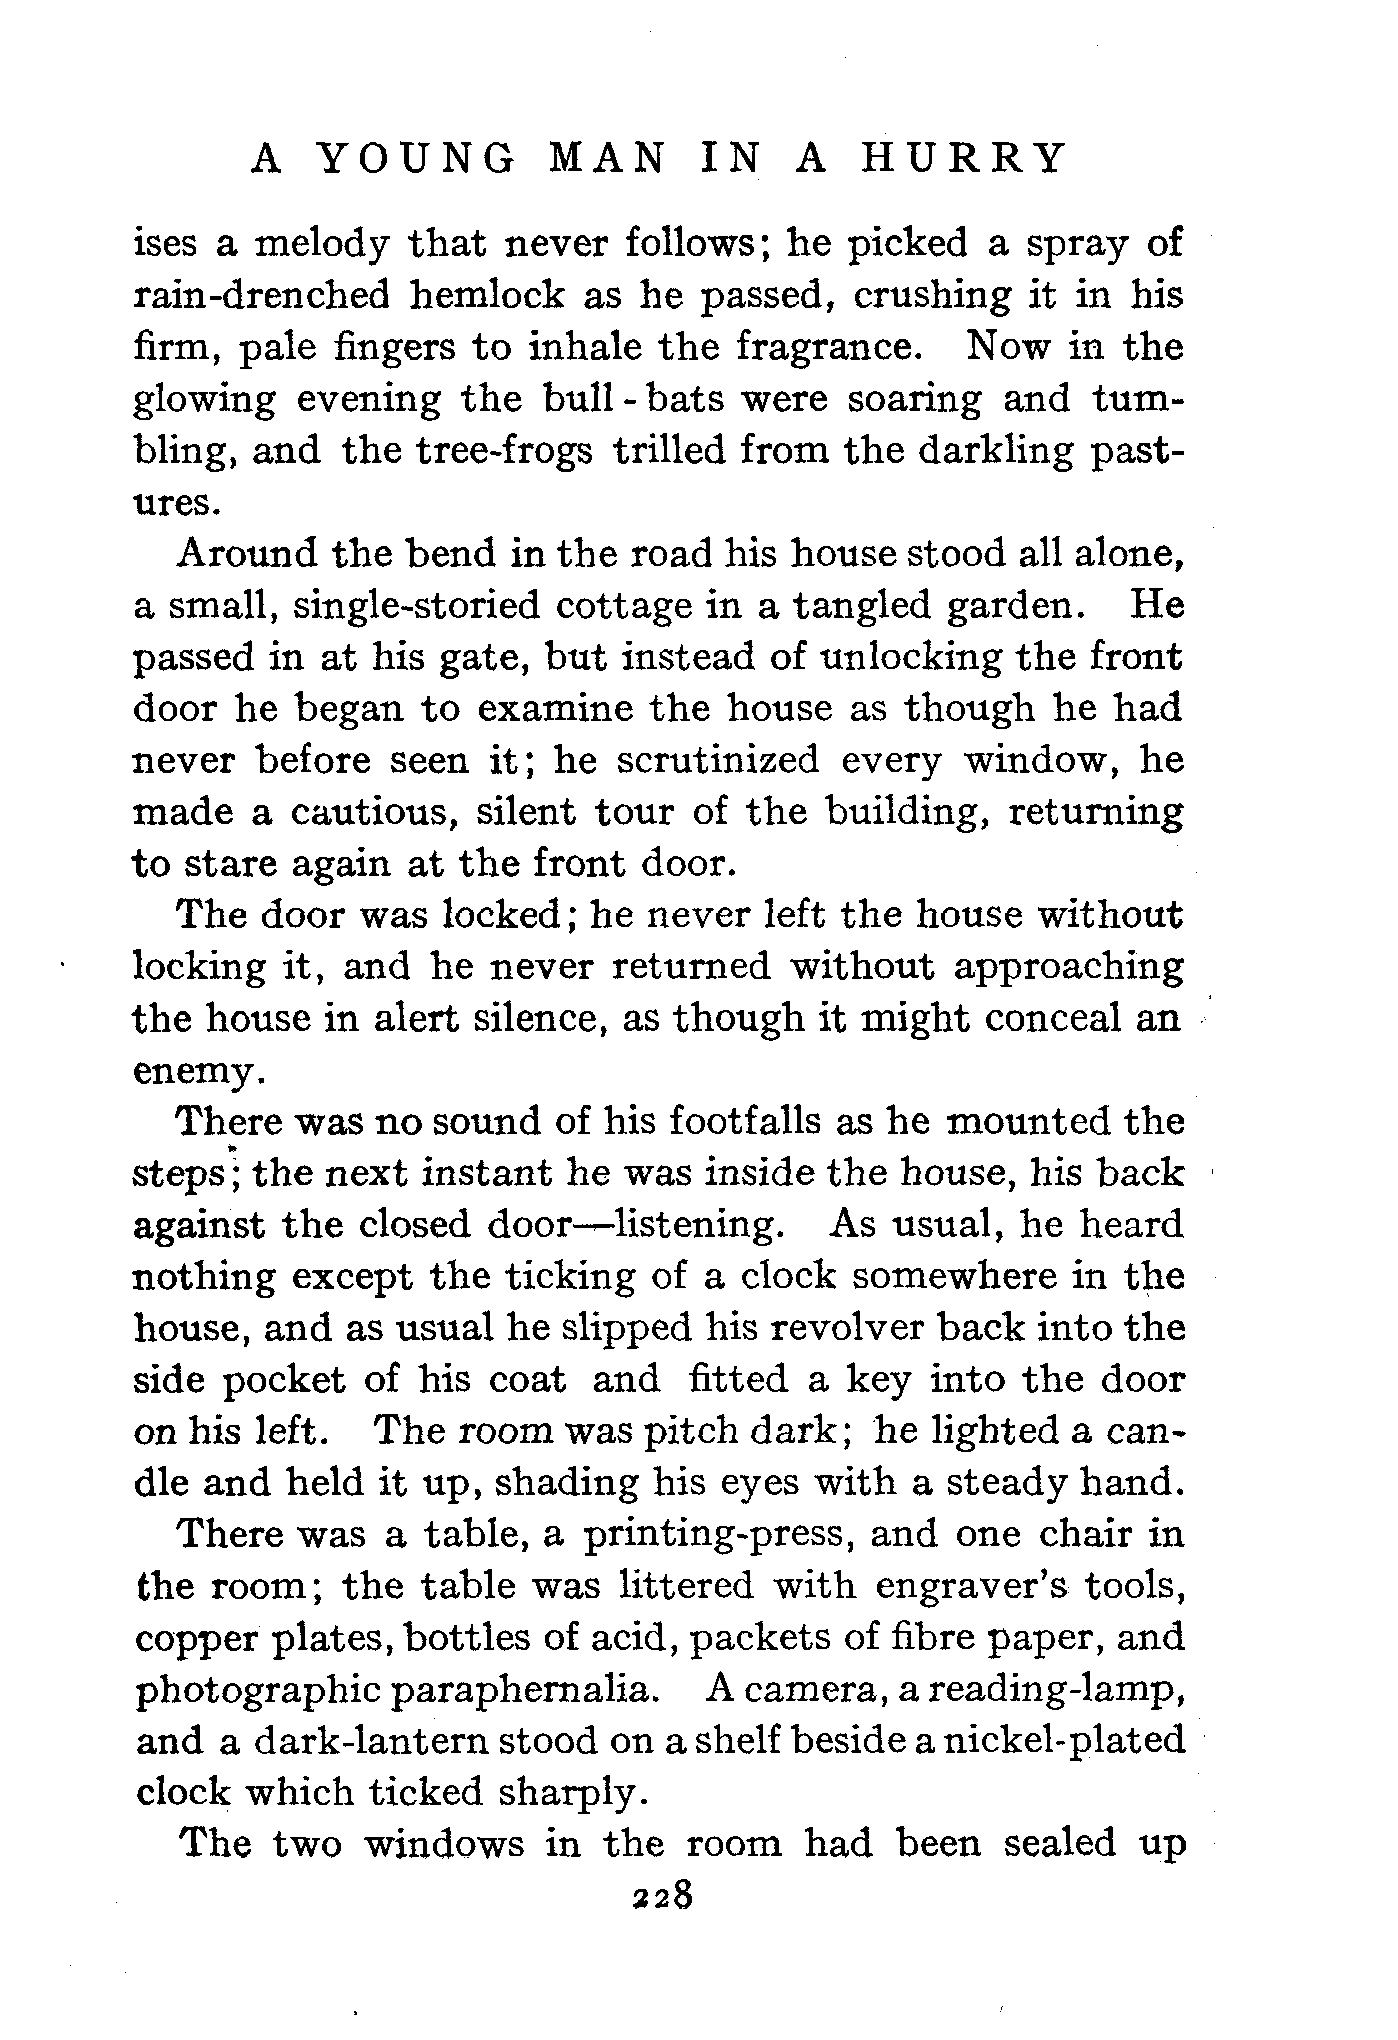 A YOUNG MAN IN A HURRY
ises a melody that never follows; he picked a spray of
rain-drenched hemlock as he passed, crushing it in his
firm, pale fingers to inhale the fragrance. Now in the
glowing evening the bull-bats were soaring and tum-
bling, and the tree-frogs trilled from the darkling past-
ures.
Around the bend in the road his house stood all alone,
a small, single-storied cottage in a tangled garden. He
passed in at his gate, but instead of unlocking the front
door he began to examine the house as though he had
never before seen it; he scrutinized every window, he
made a cautious, silent tour of the building, returning
to stare again at the front door.
The door was locked; he never left the house without
locking it, and he never returned without approaching
the house in alert silence, as though it might conceal an
enemy.
There was no sound of his footfalls as he mounted the
steps; the next instant he was inside the house, his back
against the closed door—listening. As usual, he heard
nothing except the ticking of a clock somewhere in the
house, and as usual he slipped his revolver back into the
side pocket of his coat and fitted a key into the door
on his left. The room was pitch dark; he lighted a can-
dle and held it up, shading his eyes with a steady hand.
There was a table, a printing-press, and one chair in
the room; the table was littered with engraver's tools,
copper plates, bottles of acid, packets of fibre paper, and
photographic paraphernalia. A camera, a reading-lamp,
and a dark-lantern stood on a shelf beside a nickel-plated
clock which ticked sharply.
The two windows in the room had been sealed up
228